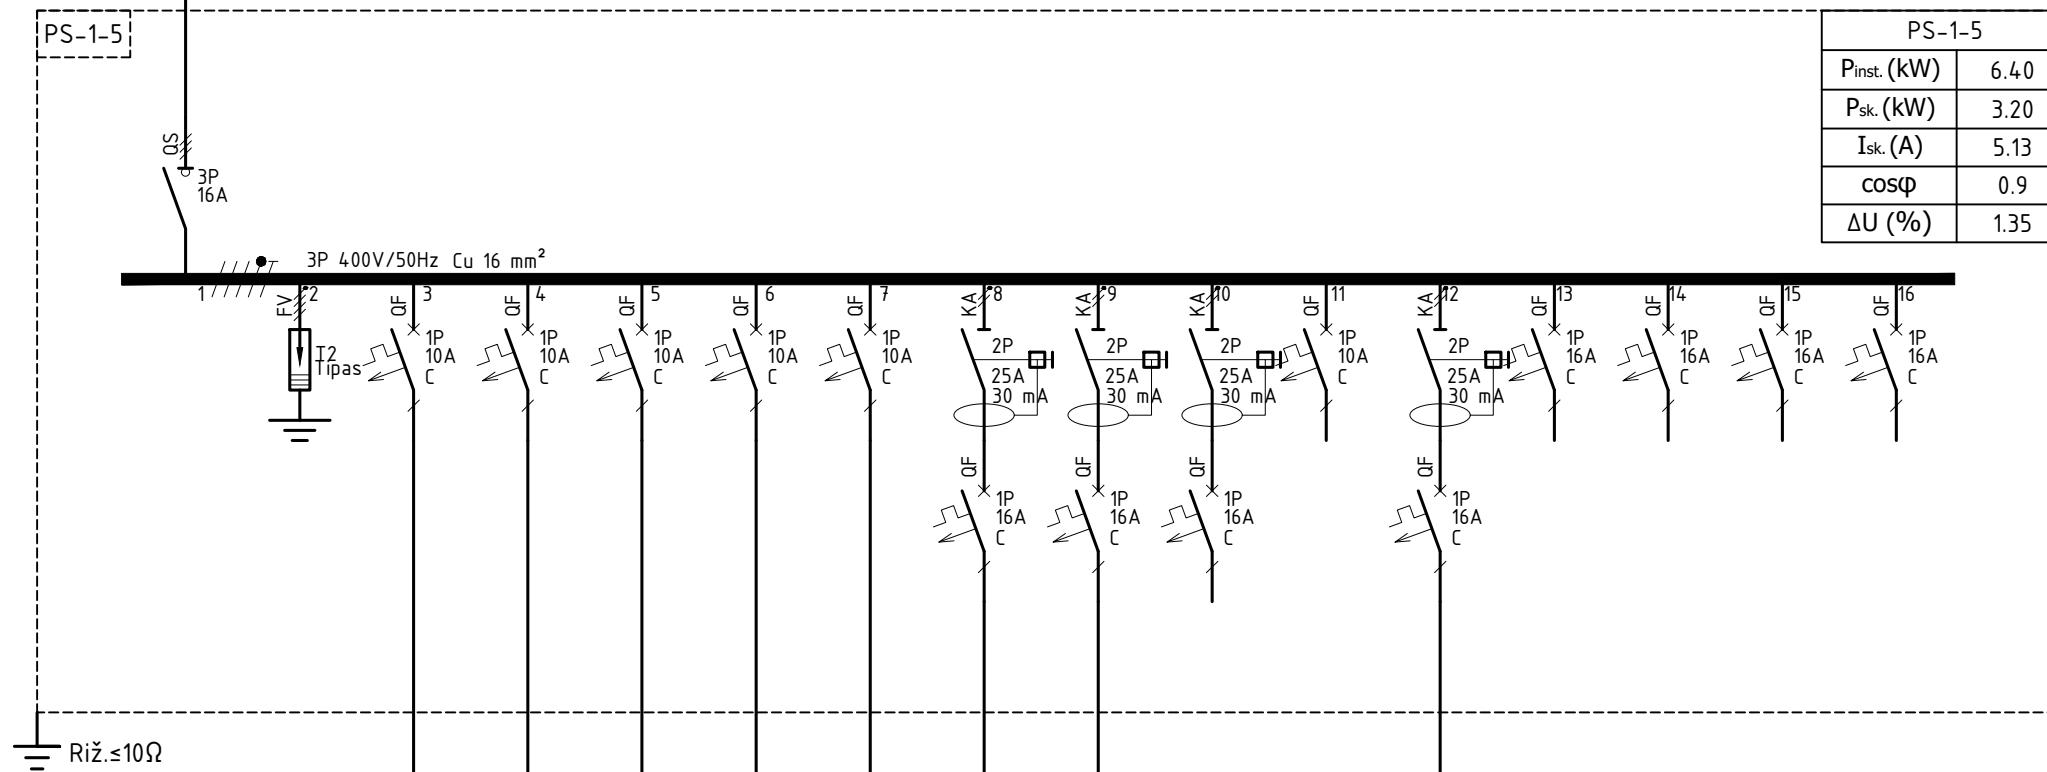 PS-1-5
PS-1-5
Pinst. (kW) 6.40
Psk. (kW) 3.20
Isk. (A) 5.13
cosφ 0.9
ΔU (%) 1.35
QS
3P
16A
3P 400V/50Hz Cu 16 mm²
1
FV 2
T2
Tipas
QF 3
1P
10A
C
QF 4
1P
10A
C
QF 5
1P
10A
C
QF 6
1P
10A
C
QF 7
1P
10A
C
KA 8
2P
25A
30 mA
QF
1P
16A
C
KA 9
2P
25A
30 mA
QF
1P
16A
C
KA 10
2P
25A
30 mA
QF
1P
16A
C
QF 11
1P
10A
C
KA 12
2P
25A
30 mA
QF
1P
16A
C
QF 13
1P
16A
C
QF 14
1P
16A
C
QF 15
1P
16A
C
QF 16
1P
16A
C
Riž.≤10Ω